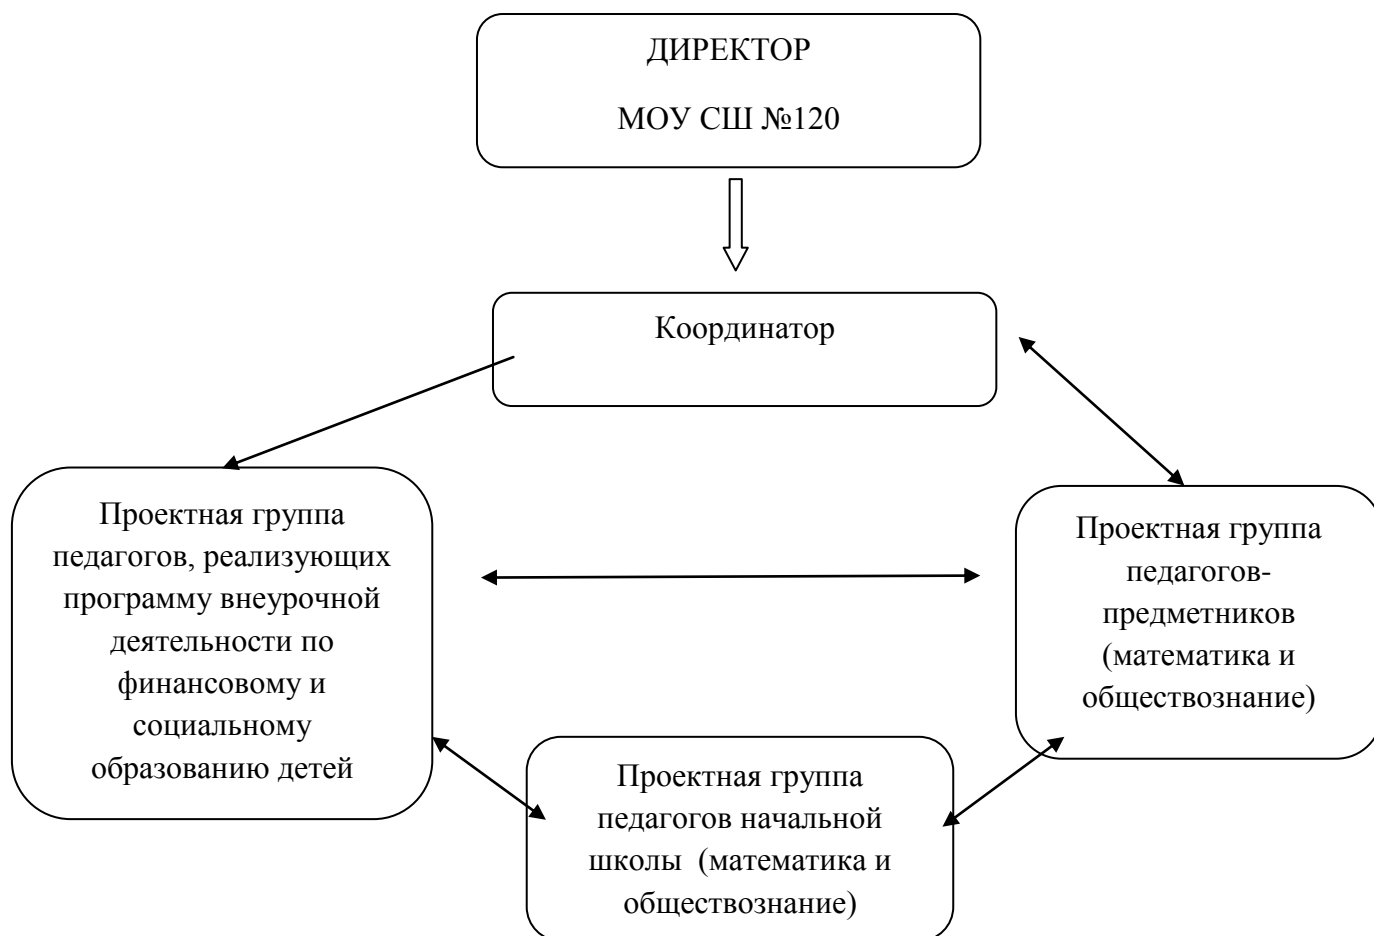 ДИРЕКТОР
МОУ СШ №120
Координатор
Проектная группа
педагогов, реализующих
программу внеурочной
деятельности по
финансовому и
социальному
образованию детей
Проектная группа
педагогов-
предметников
(математика и
обществознание)
Проектная группа
педагогов начальной
школы (математика и
обществознание)